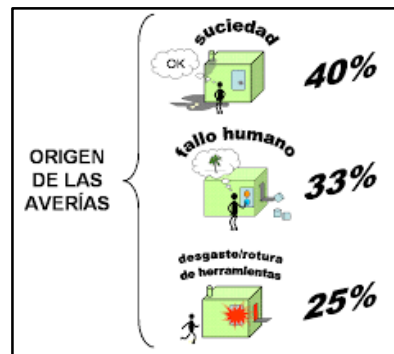 suciedad
OK
40%
fallo humano
33%
ORIGEN
DE LAS
AVERÍAS
desgaste/rotura
de herramientas
25%